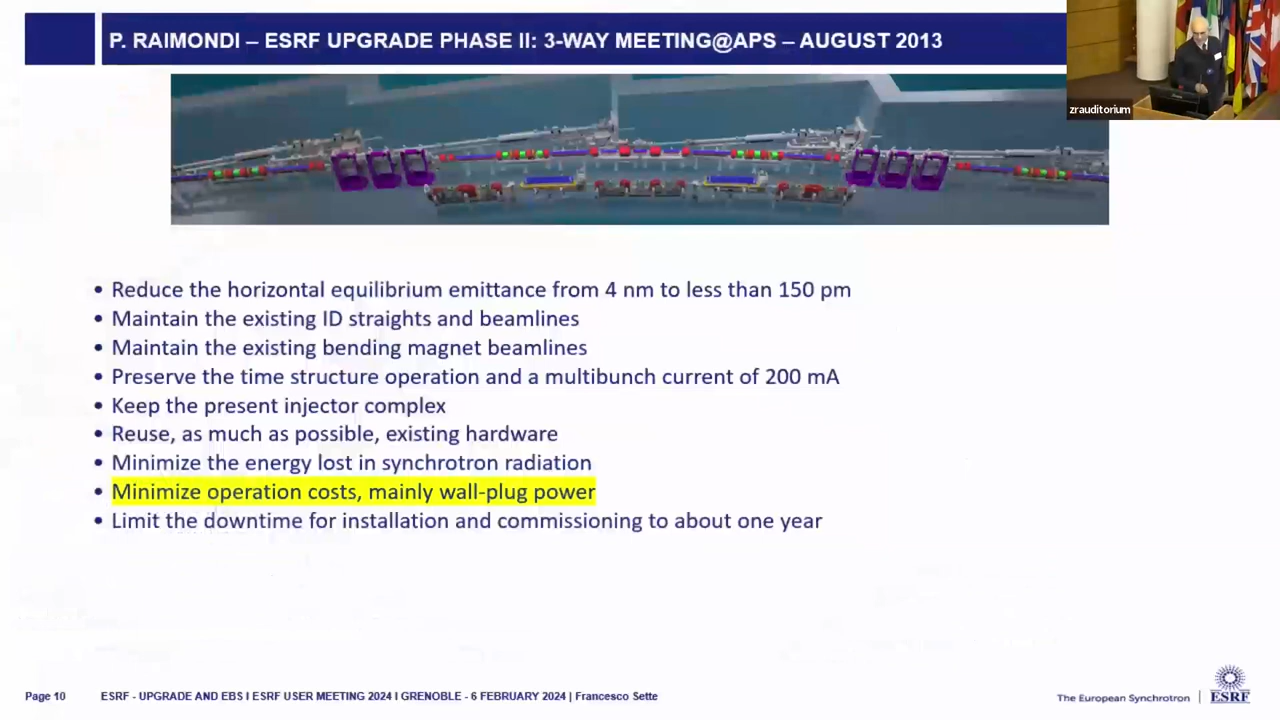 P. RAIMONDI – ESRF UPGRADE PHASE II: 3-WAY MEETING@APS – AUGUST 2013
zrauditorium
• Reduce the horizontal equilibrium emittance from 4 nm to less than 150 pm
• Maintain the existing ID straights and beamlines
• Maintain the existing bending magnet beamlines
• Preserve the time structure operation and a multibunch current of 200 mA
• Keep the present injector complex
• Reuse, as much as possible, existing hardware
• Minimize the energy lost in synchrotron radiation
• Minimize operation costs, mainly wall-plug power
• Limit the downtime for installation and commissioning to about one year
Page 10 ESRF - UPGRADE AND EBS I ESRF USER MEETING 2024 I GRENOBLE - 6 FEBRUARY 2024 | Francesco Sette
The European Synchrotron | ESRF